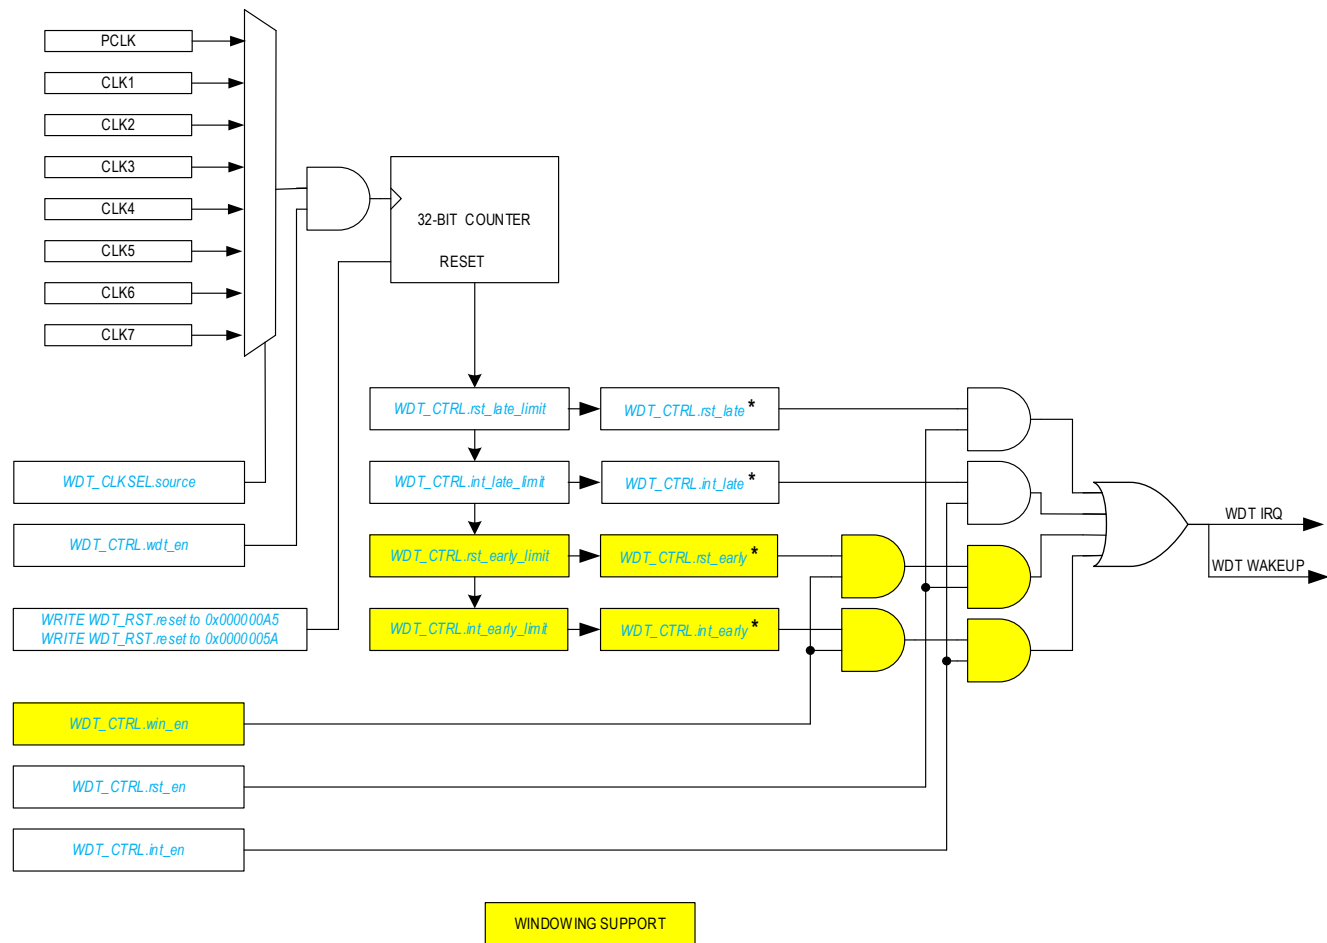 PCLK
CLK1
CLK2
CLK3
CLK4
CLK5
CLK6
CLK7
32-BIT COUNTER
RESET
WDT_CTRL.rst_late_limit
WDT_CTRL.rst_late*
WDT_CLKSEL.source
WDT_CTRL.int_late_limit
WDT_CTRL.int_late*
WDT IRQ
WDT_CTRL.wdt_en
WDT_CTRL.rst_early_limit
WDT_CTRL.rst_early*
WDT WAKEUP
WRITE WDT_RST.reset to 0x000000A5
WRITE WDT_RST.reset to 0x0000005A
WDT_CTRL.int_early_limit
WDT_CTRL.int_early*
WDT_CTRL.win_en
WDT_CTRL.rst_en
WDT_CTRL.int_en
WINDOWING SUPPORT